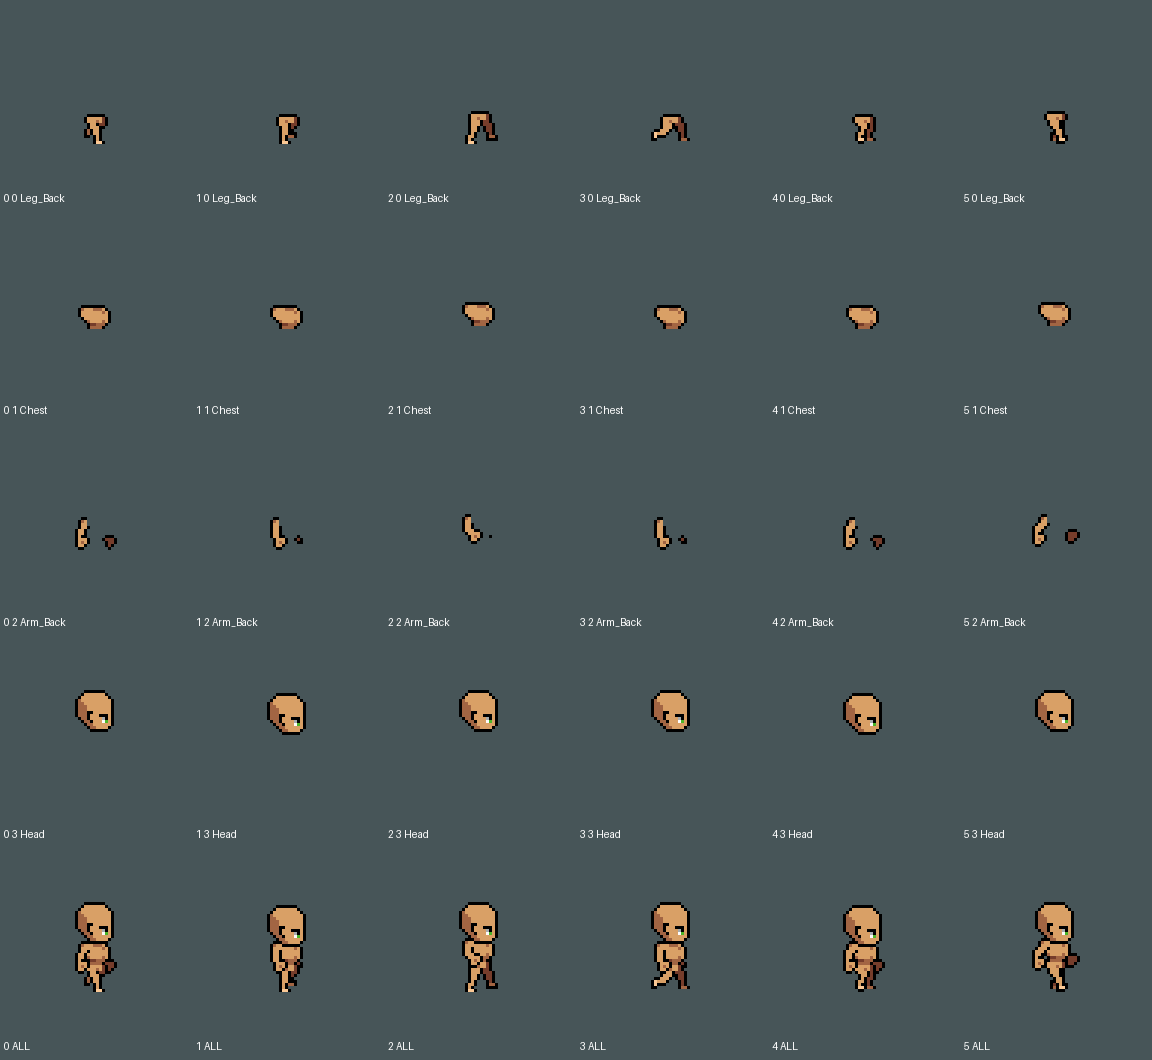 0 0 Leg_Back
1 0 Leg_Back
2 0 Leg_Back
3 0 Leg_Back
4 0 Leg_Back
5 0 Leg_Back
0 1 Chest
1 1 Chest
2 1 Chest
3 1 Chest
4 1 Chest
5 1 Chest
0 2 Arm_Back
1 2 Arm_Back
2 2 Arm_Back
3 2 Arm_Back
4 2 Arm_Back
5 2 Arm_Back
0 3 Head
1 3 Head
2 3 Head
3 3 Head
4 3 Head
5 3 Head
0 ALL
1 ALL
2 ALL
3 ALL
4 ALL
5 ALL